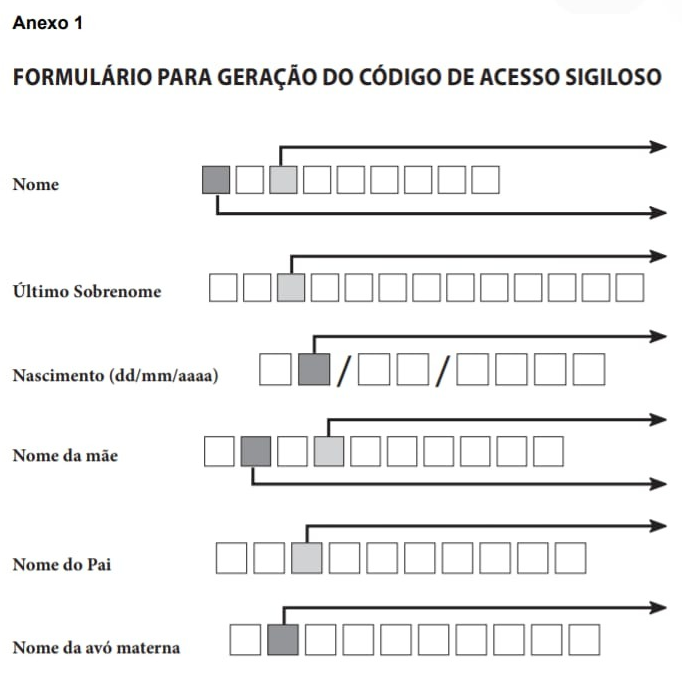 Anexo 1
FORMULÁRIO PARA GERAÇÃO DO CÓDIGO DE ACESSO SIGILOSO
Nome
Último Sobrenome
Nascimento (dd/mm/aaaa) / /
Nome da mãe
Nome do Pai
Nome da avó materna